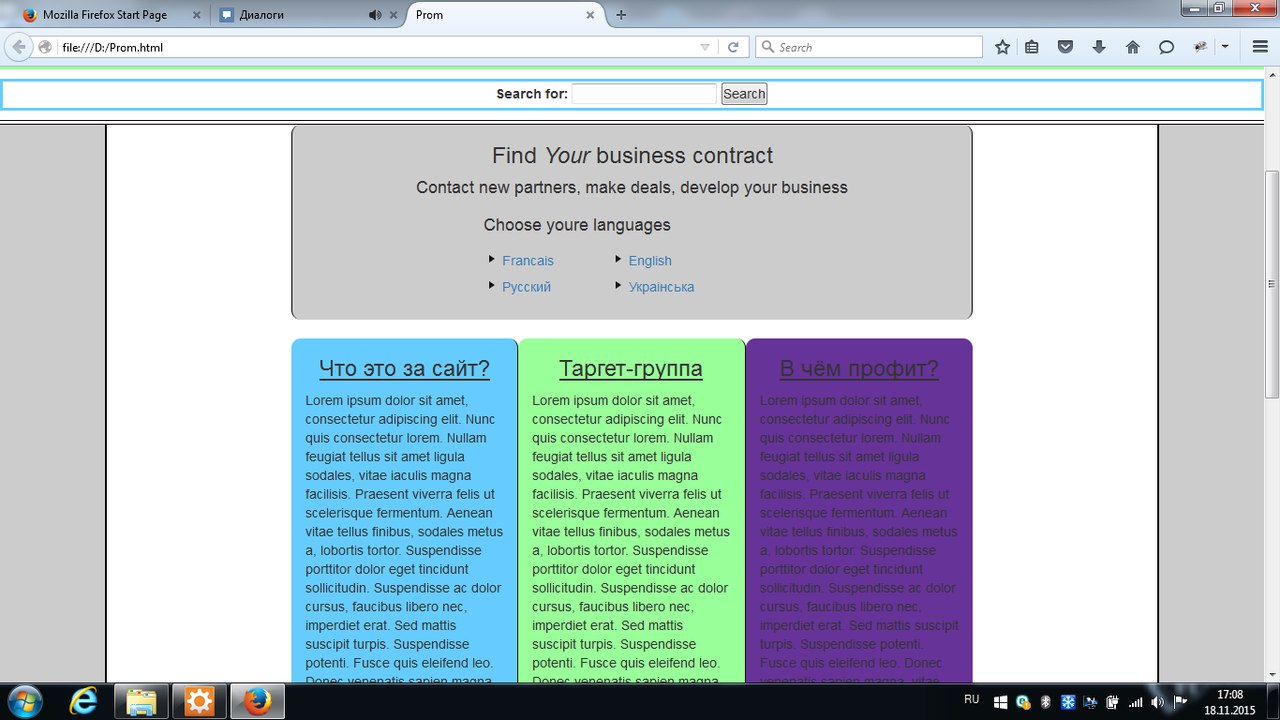 Mozilla Firefox Start Page
Диалоги
Prom
file:///D:/Prom.html
Search
Search for:
Search
Find Your business contract
Contact new partners, make deals, develop your business
Choose youre languages
Francais
English
Русский
Українська
Что это за сайт?
Lorem ipsum dolor sit amet,
consectetur adipiscing elit. Nunc
quis consectetur lorem. Nullam
feugiat tellus sit amet ligula
sodales, vitae iaculis magna
facilisis. Praesent viverra felis ut
scelerisque fermentum. Aenean
vitae tellus finibus, sodales metus
a, lobortis tortor. Suspendisse
porttitor dolor eget tincidunt
sollicitudin. Suspendisse ac dolor
cursus, faucibus libero nec,
imperdiet erat. Sed mattis
suscipit turpis. Suspendisse
potenti. Fusce quis eleifend leo.
Donec venenatis sapien magna,
Таргет-группа
Lorem ipsum dolor sit amet,
consectetur adipiscing elit. Nunc
quis consectetur lorem. Nullam
feugiat tellus sit amet ligula
sodales, vitae iaculis magna
facilisis. Praesent viverra felis ut
scelerisque fermentum. Aenean
vitae tellus finibus, sodales metus
a, lobortis tortor. Suspendisse
porttitor dolor eget tincidunt
sollicitudin. Suspendisse ac dolor
cursus, faucibus libero nec,
imperdiet erat. Sed mattis
suscipit turpis. Suspendisse
potenti. Fusce quis eleifend leo.
Donec venenatis sapien magna,
В чём профит?
Lorem ipsum dolor sit amet,
consectetur adipiscing elit. Nunc
quis consectetur lorem. Nullam
feugiat tellus sit amet ligula
sodales, vitae iaculis magna
facilisis. Praesent viverra felis ut
scelerisque fermentum. Aenean
vitae tellus finibus, sodales metus
a, lobortis tortor. Suspendisse
porttitor dolor eget tincidunt
sollicitudin. Suspendisse ac dolor
cursus, faucibus libero nec,
imperdiet erat. Sed mattis suscipit
turpis. Suspendisse potenti.
Fusce quis eleifend leo. Donec
venenatis sapien magna, vitae
RU
17:08
18.11.2015